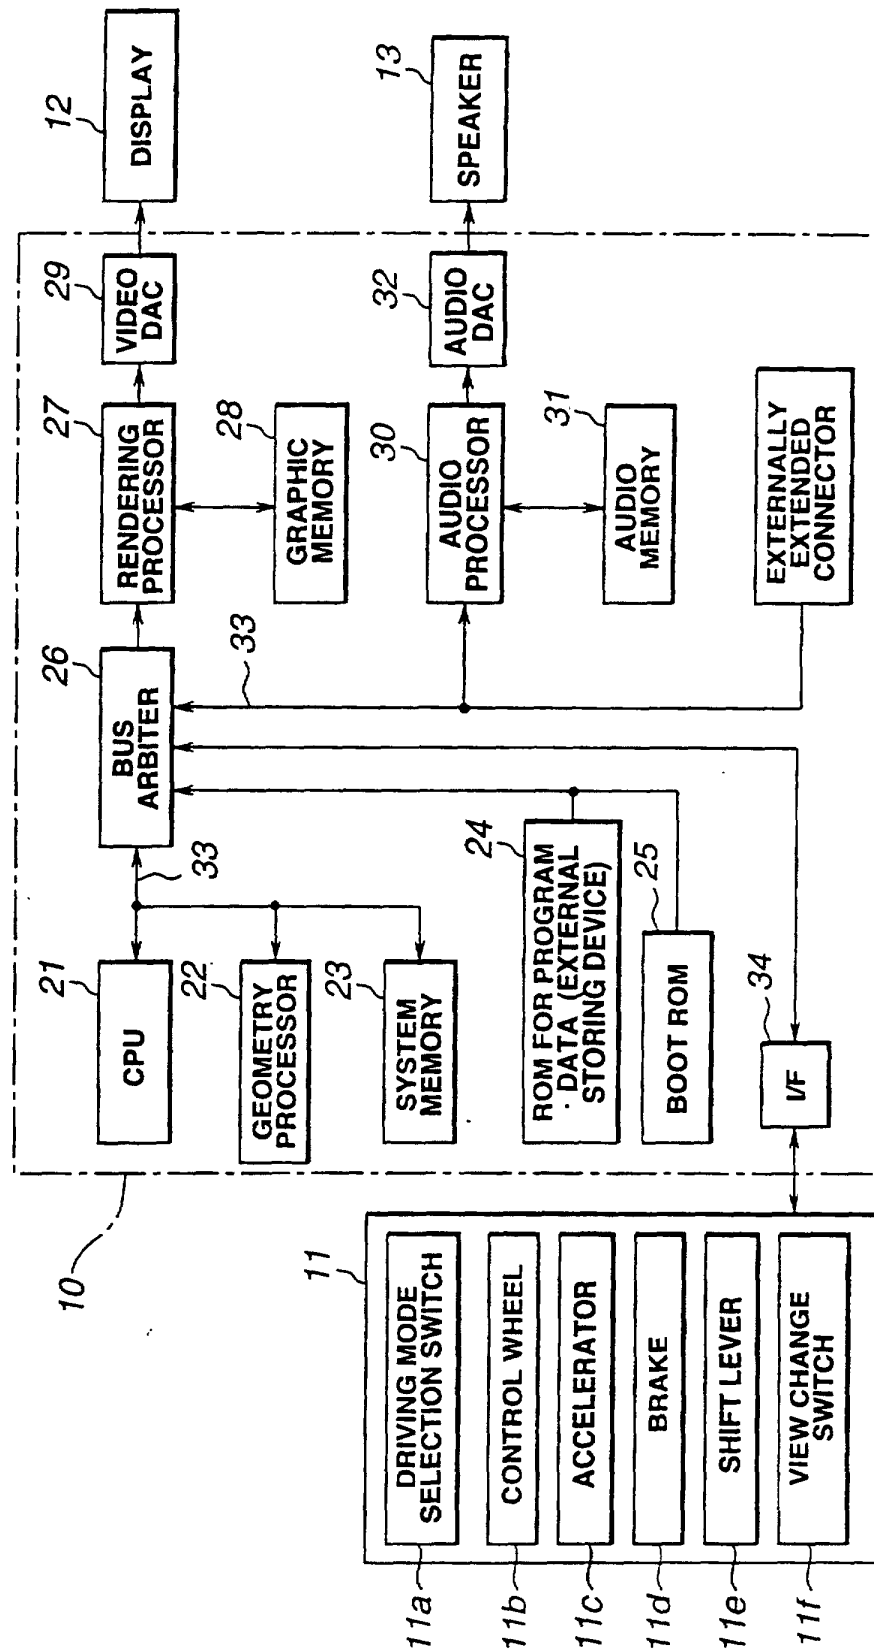 10
11
11a
DRIVING MODE
SELECTION SWITCH
11b
CONTROL WHEEL
11c
ACCELERATOR
11d
BRAKE
11e
SHIFT LEVER
11f
VIEW CHANGE
SWITCH
21
CPU
22
GEOMETRY
PROCESSOR
23
SYSTEM
MEMORY
24
ROM FOR PROGRAM
· DATA (EXTERNAL
STORING DEVICE)
25
BOOT ROM
34
I/F
33
26
BUS
ARBITER
33
27
RENDERING
PROCESSOR
28
GRAPHIC
MEMORY
30
AUDIO
PROCESSOR
31
AUDIO
MEMORY
EXTERNALLY
EXTENDED
CONNECTOR
29
VIDEO
DAC
32
AUDIO
DAC
12
DISPLAY
13
SPEAKER